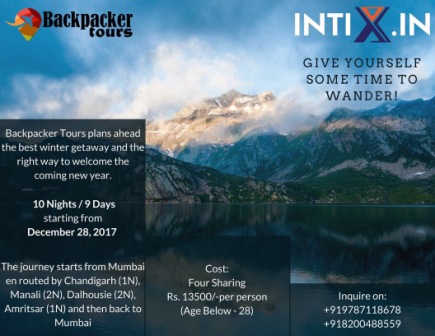 Backpacker
tours
INTIX.IN
GIVE YOURSELF
SOME TIME TO
WANDER!
Backpacker Tours plans ahead
the best winter getaway and the
right way to welcome the
coming new year.
10 Nights / 9 Days
starting from
December 28, 2017
The journey starts from Mumbai
en routed by Chandigarh (1N),
Manali (2N), Dalhousie (2N),
Amritsar (1N) and then back to
Mumbai
Cost:
Four Sharing
Rs. 13500/-per person
(Age Below - 28)
Inquire on:
+919787118678
+918200488559